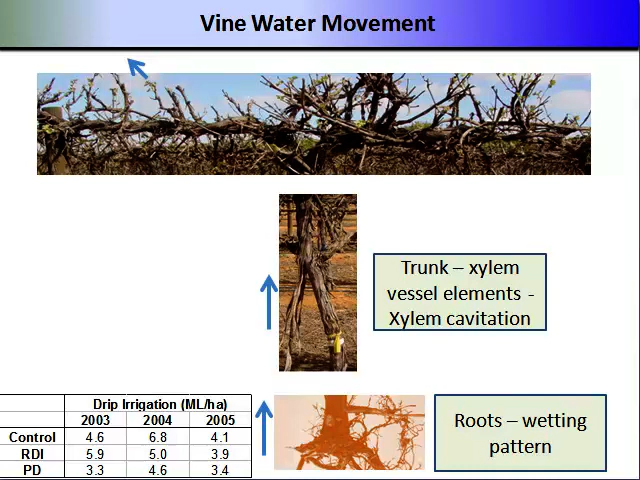 Vine Water Movement
Trunk – xylem
vessel elements -
Xylem cavitation
Drip Irrigation (ML/ha)
2003 2004 2005
Control 4.6 6.8 4.1
RDI 5.9 5.0 3.9
PD 3.3 4.6 3.4
Roots – wetting
pattern